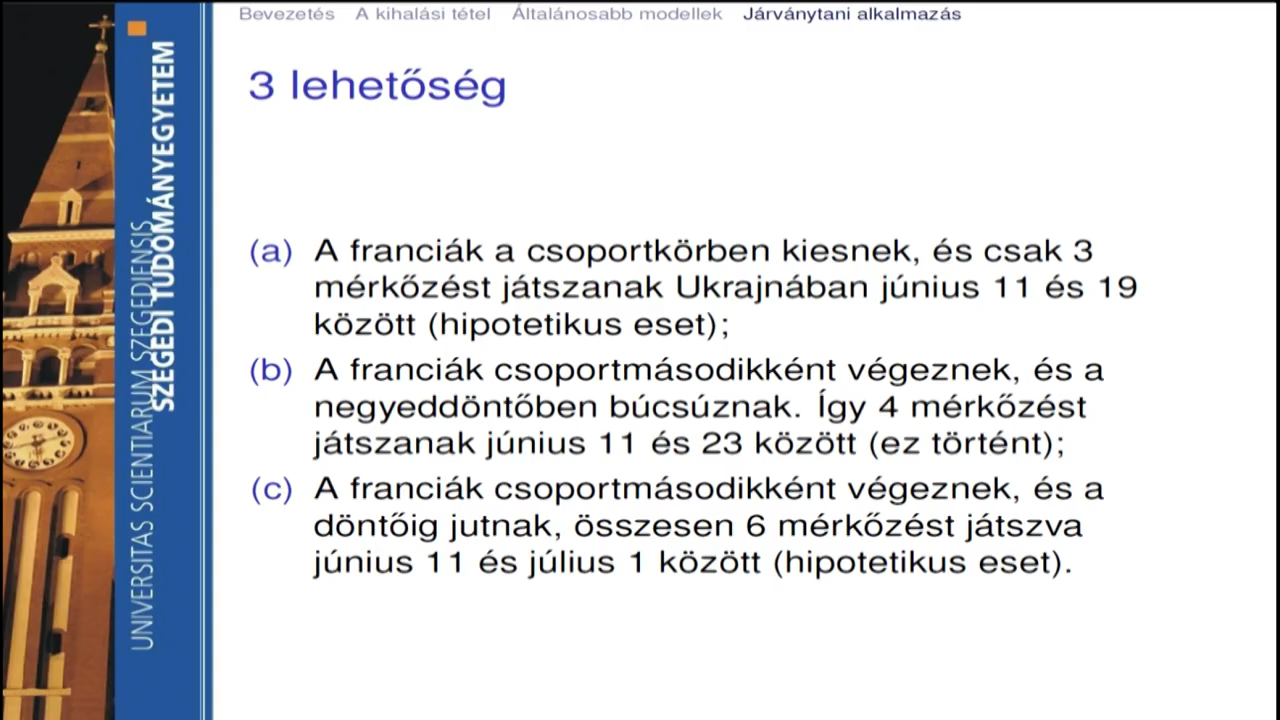 Bevezetés A kihalási tétel Általánosabb modellek Járványtani alkalmazás
3 lehetőség
(a) A franciák a csoportkörben kiesnek, és csak 3
mérkőzést játszanak Ukrajnában június 11 és 19
között (hipotetikus eset);
(b) A franciák csoportmásodikként végeznek, és a
negyeddöntőben búcsúznak. Így 4 mérkőzést
játszanak június 11 és 23 között (ez történt);
(c) A franciák csoportmásodikként végeznek, és a
döntőig jutnak, összesen 6 mérkőzést játszva
június 11 és július 1 között (hipotetikus eset).
UNIVERSITAS SCIENTIARUM SZEGEDIENSIS
SZEGEDI TUDOMÁNYEGYETEM